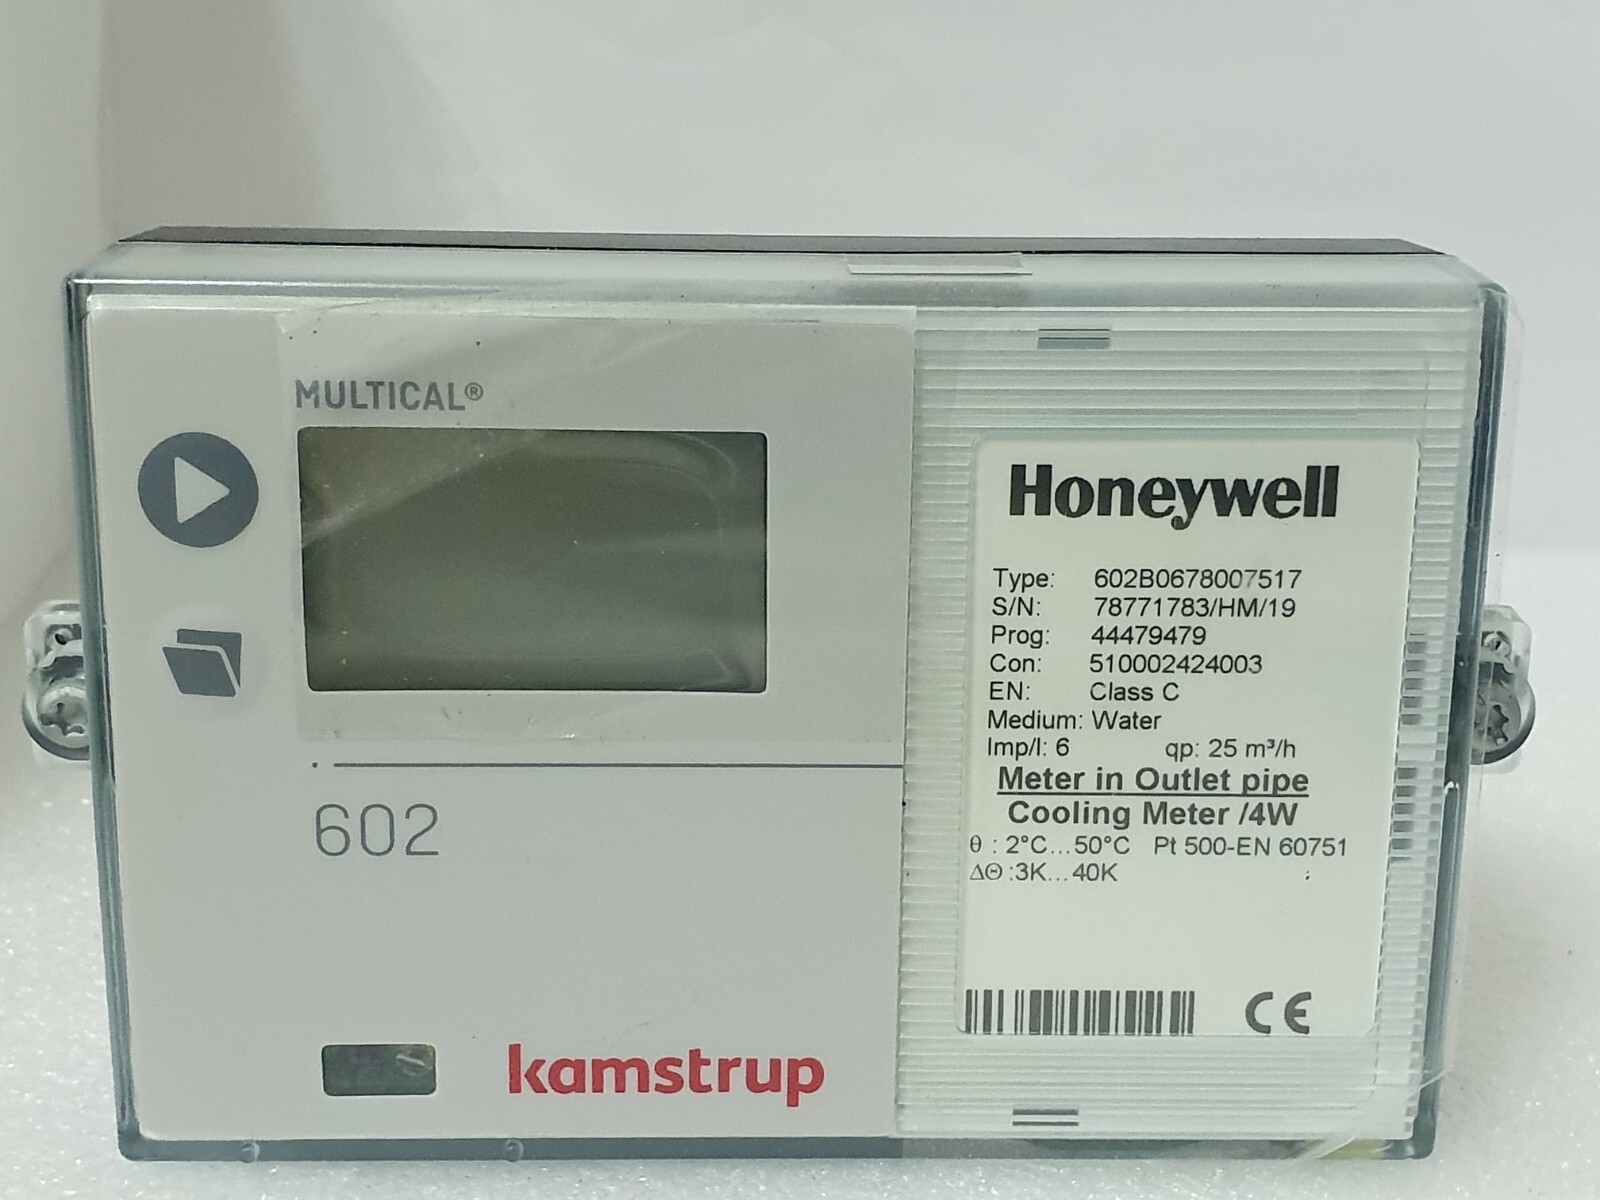 MULTICAL®
602
kamstrup
Honeywell
Type: 602B0678007517
S/N: 78771783/HM/19
Prog: 44479479
Con: 510002424003
EN: Class C
Medium: Water
Imp/l: 6 qp: 25 m³/h
Meter in Outlet pipe
Cooling Meter /4W
θ : 2°C...50°C Pt 500-EN 60751
ΔΘ :3K...40K
CE